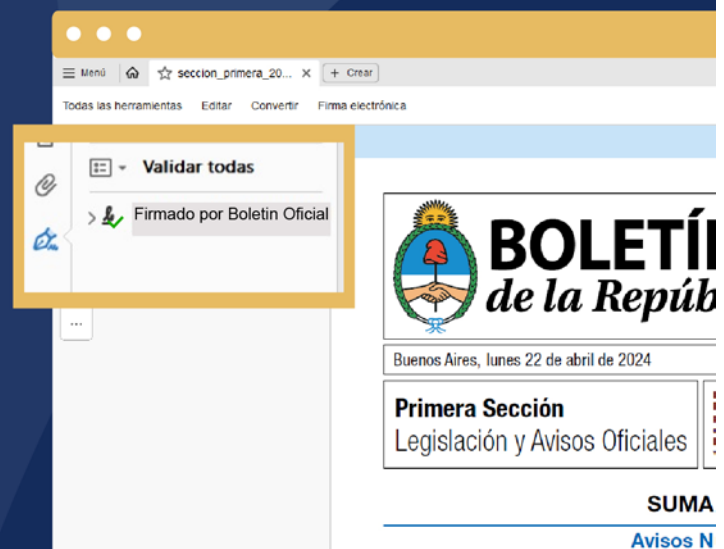 Menú
seccion_primera_20...
Crear
Todas las herramientas Editar Convertir Firma electrónica
Validar todas
Firmado por Boletin Oficial
BOLETÍ
de la Repúb
Buenos Aires, lunes 22 de abril de 2024
Primera Sección
Legislación y Avisos Oficiales
SUMA
Avisos N